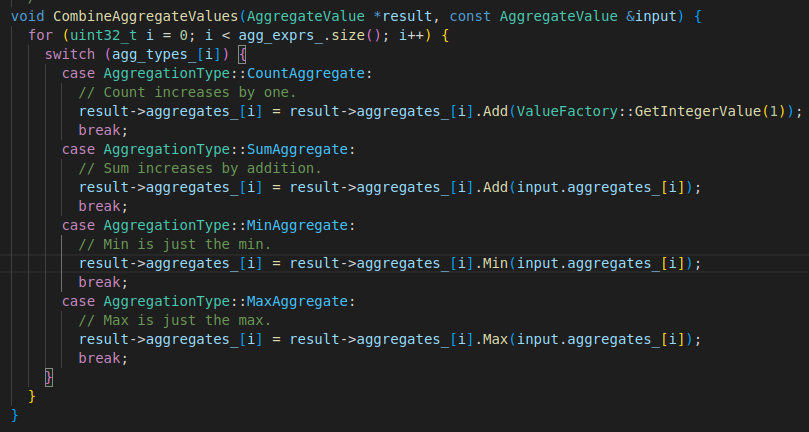 void CombineAggregateValues(AggregateValue *result, const AggregateValue &input) {
  for (uint32_t i = 0; i < agg_exprs_.size(); i++) {
    switch (agg_types_[i]) {
      case AggregationType::CountAggregate:
        // Count increases by one.
        result->aggregates_[i] = result->aggregates_[i].Add(ValueFactory::GetIntegerValue(1));
        break;
      case AggregationType::SumAggregate:
        // Sum increases by addition.
        result->aggregates_[i] = result->aggregates_[i].Add(input.aggregates_[i]);
        break;
      case AggregationType::MinAggregate:
        // Min is just the min.
        result->aggregates_[i] = result->aggregates_[i].Min(input.aggregates_[i]);
        break;
      case AggregationType::MaxAggregate:
        // Max is just the max.
        result->aggregates_[i] = result->aggregates_[i].Max(input.aggregates_[i]);
        break;
    }
  }
}